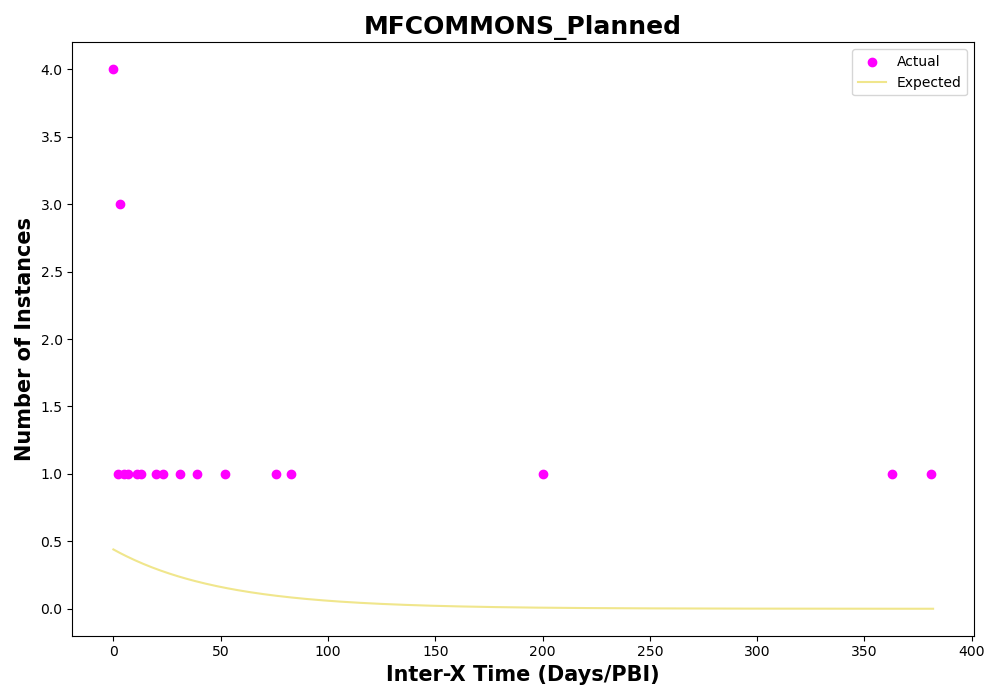 MFCOMMONS_Planned
Actual
Expected
Number of Instances
4.0
3.5
3.0
2.5
2.0
1.5
1.0
0.5
0.0
0 50 100 150 200 250 300 350 400
Inter-X Time (Days/PBI)